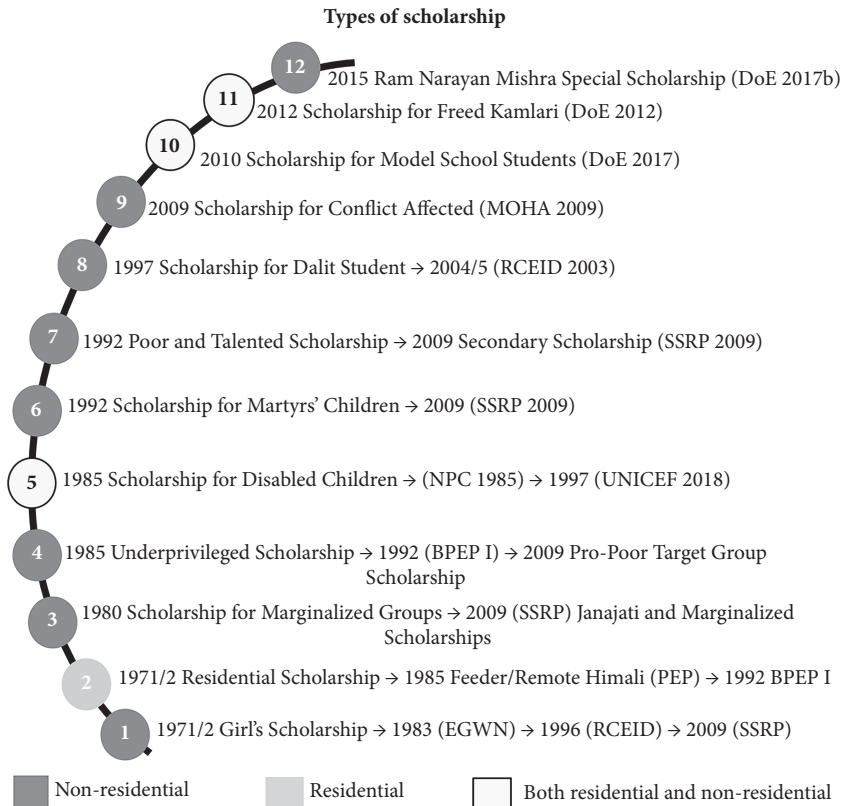 Types of scholarship
12 2015 Ram Narayan Mishra Special Scholarship (DoE 2017b)
11 2012 Scholarship for Freed Kamlari (DoE 2012)
10 2010 Scholarship for Model School Students (DoE 2017)
9 2009 Scholarship for Conflict Affected (MOHA 2009)
8 1997 Scholarship for Dalit Student → 2004/5 (RCEID 2003)
7 1992 Poor and Talented Scholarship → 2009 Secondary Scholarship (SSRP 2009)
6 1992 Scholarship for Martyrs’ Children → 2009 (SSRP 2009)
5 1985 Scholarship for Disabled Children → (NPC 1985) → 1997 (UNICEF 2018)
4 1985 Underprivileged Scholarship → 1992 (BPEP I) → 2009 Pro-Poor Target Group
Scholarship
3 1980 Scholarship for Marginalized Groups → 2009 (SSRP) Janajati and Marginalized
Scholarships
2 1971/2 Residential Scholarship → 1985 Feeder/Remote Himali (PEP) → 1992 BPEP I
1 1971/2 Girl’s Scholarship → 1983 (EGWN) → 1996 (RCEID) → 2009 (SSRP)
Non-residential Residential Both residential and non-residential